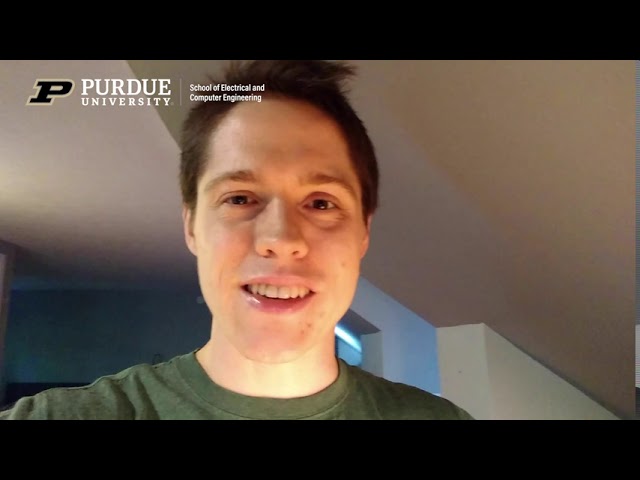 PURDUE
UNIVERSITY
School of Electrical and
Computer Engineering